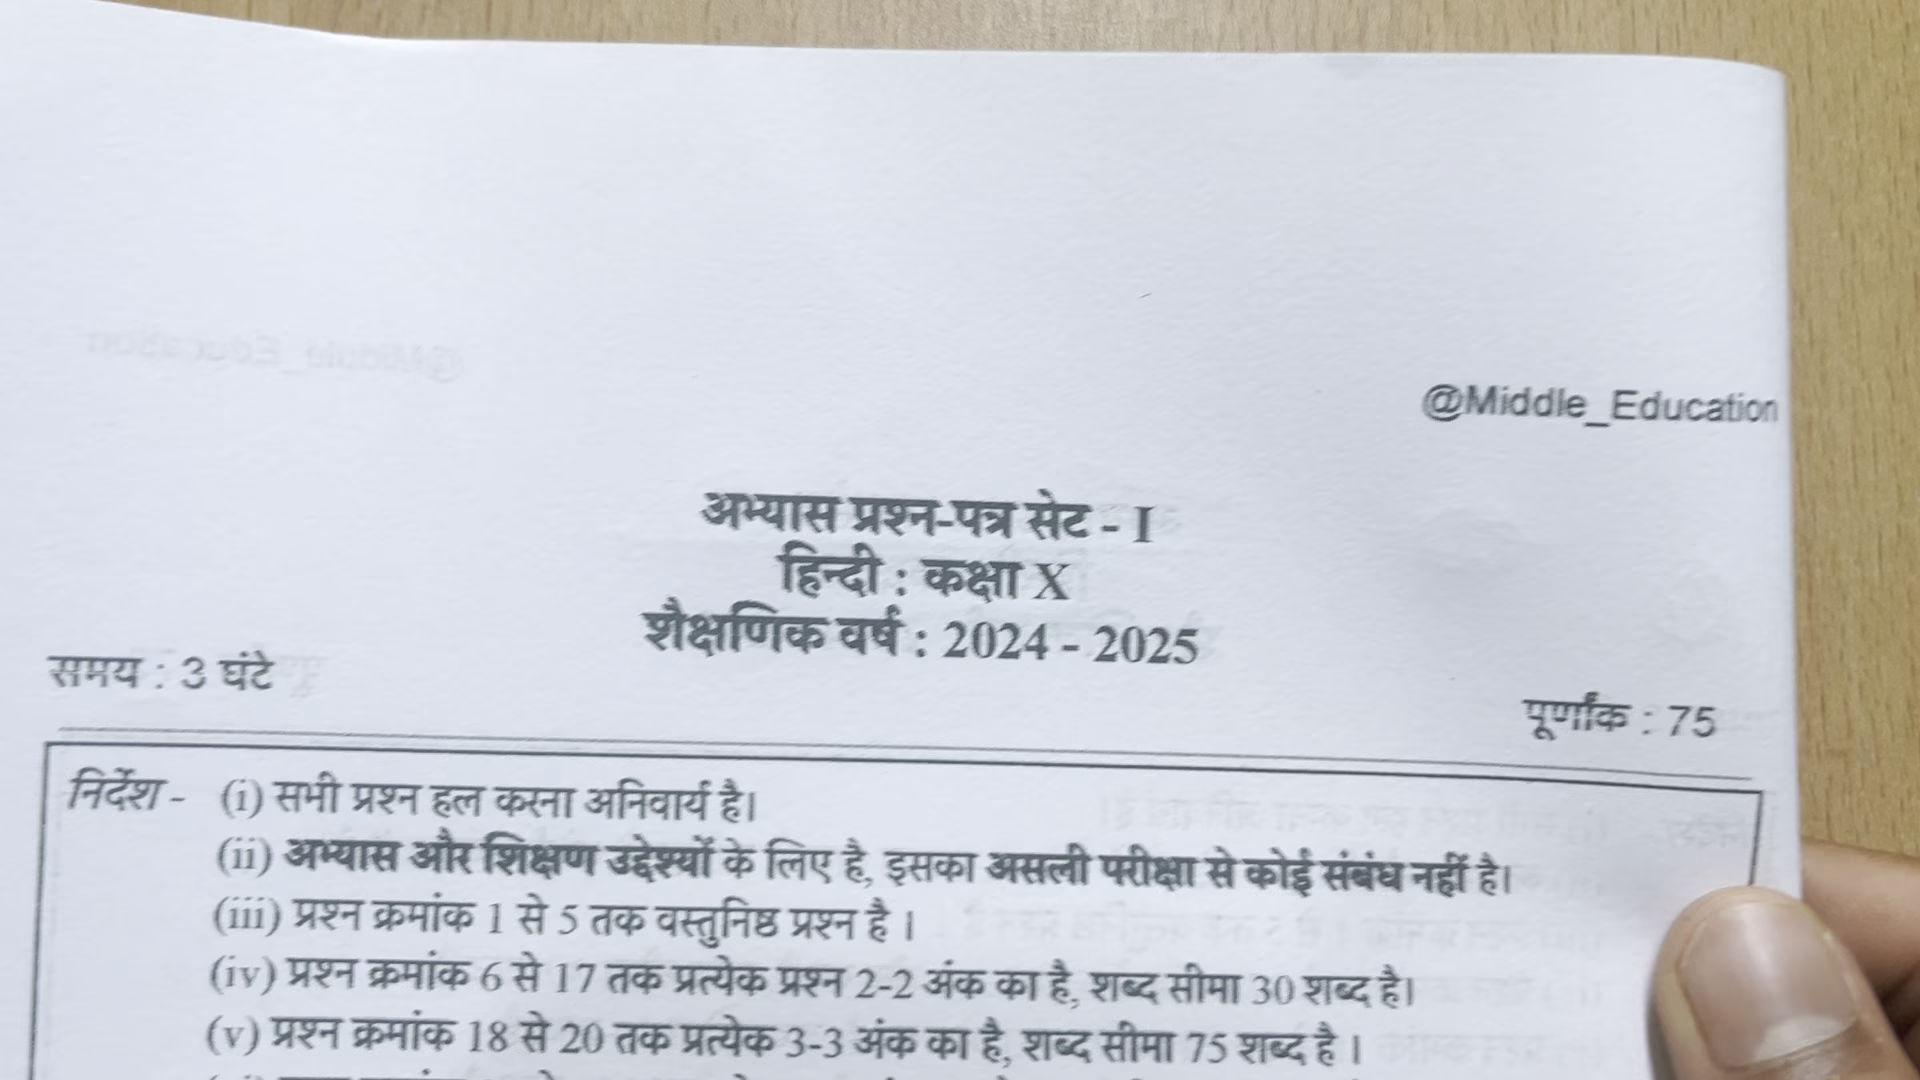 @Middle_Education
अभ्यास प्रश्न-पत्र सेट - I
हिन्दी : कक्षा X
शैक्षणिक वर्ष : 2024 - 2025
समय : 3 घंटे
पूर्णांक : 75
निर्देश - (i) सभी प्रश्न हल करना अनिवार्य है।
(ii) अभ्यास और शिक्षण उद्देश्यों के लिए है, इसका असली परीक्षा से कोई संबंध नहीं है।
(iii) प्रश्न क्रमांक 1 से 5 तक वस्तुनिष्ठ प्रश्न है ।
(iv) प्रश्न क्रमांक 6 से 17 तक प्रत्येक प्रश्न 2-2 अंक का है, शब्द सीमा 30 शब्द है।
(v) प्रश्न क्रमांक 18 से 20 तक प्रत्येक 3-3 अंक का है, शब्द सीमा 75 शब्द है ।